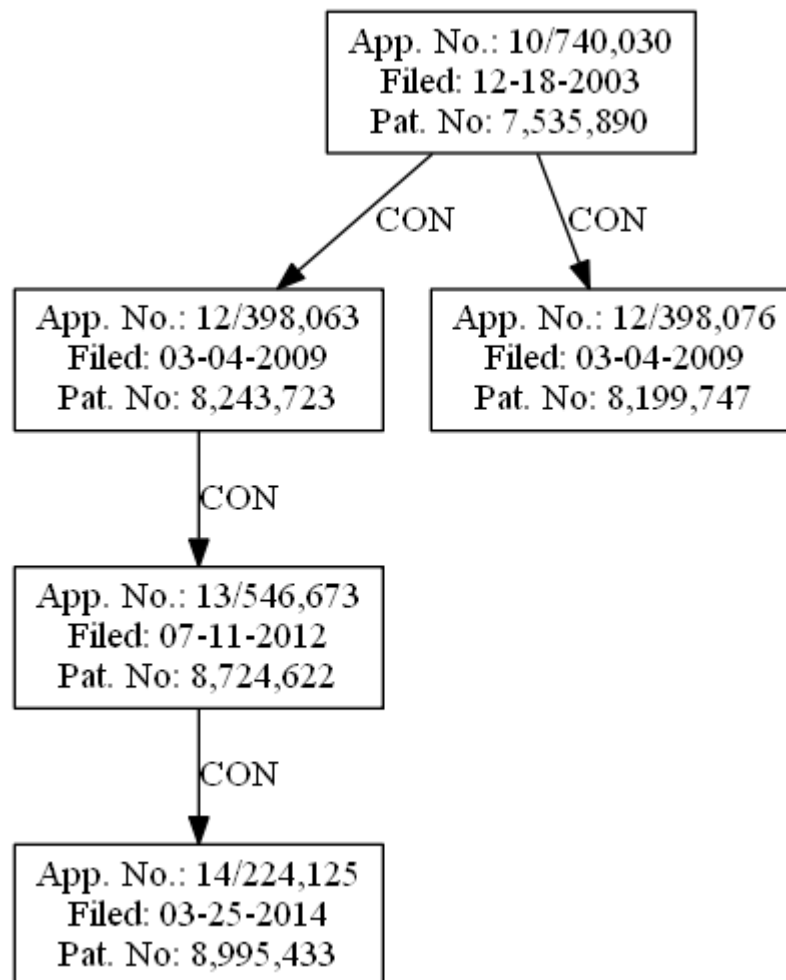 App. No.: 10/740,030
Filed: 12-18-2003
Pat. No: 7,535,890
CON
CON
App. No.: 12/398,063
Filed: 03-04-2009
Pat. No: 8,243,723
App. No.: 12/398,076
Filed: 03-04-2009
Pat. No: 8,199,747
CON
App. No.: 13/546,673
Filed: 07-11-2012
Pat. No: 8,724,622
CON
App. No.: 14/224,125
Filed: 03-25-2014
Pat. No: 8,995,433